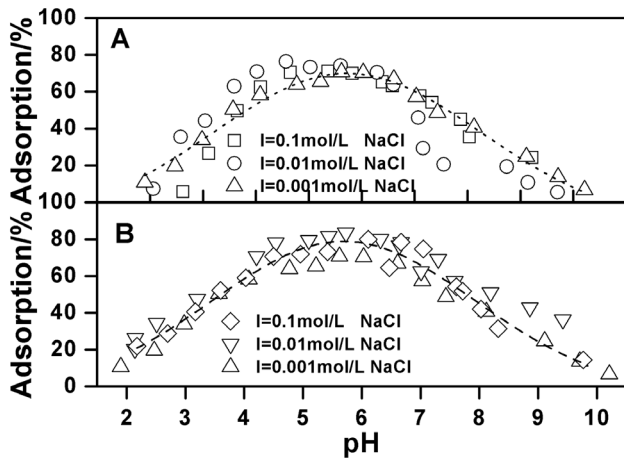 100
A
80
60
40
20
I=0.1mol/L NaCl
I=0.01mol/L NaCl
I=0.001mol/L NaCl
Adsorption/%
100
B
80
60
40
20
0
I=0.1mol/L NaCl
I=0.01mol/L NaCl
I=0.001mol/L NaCl
Adsorption/%
2 3 4 5 6 7 8 9 10
pH